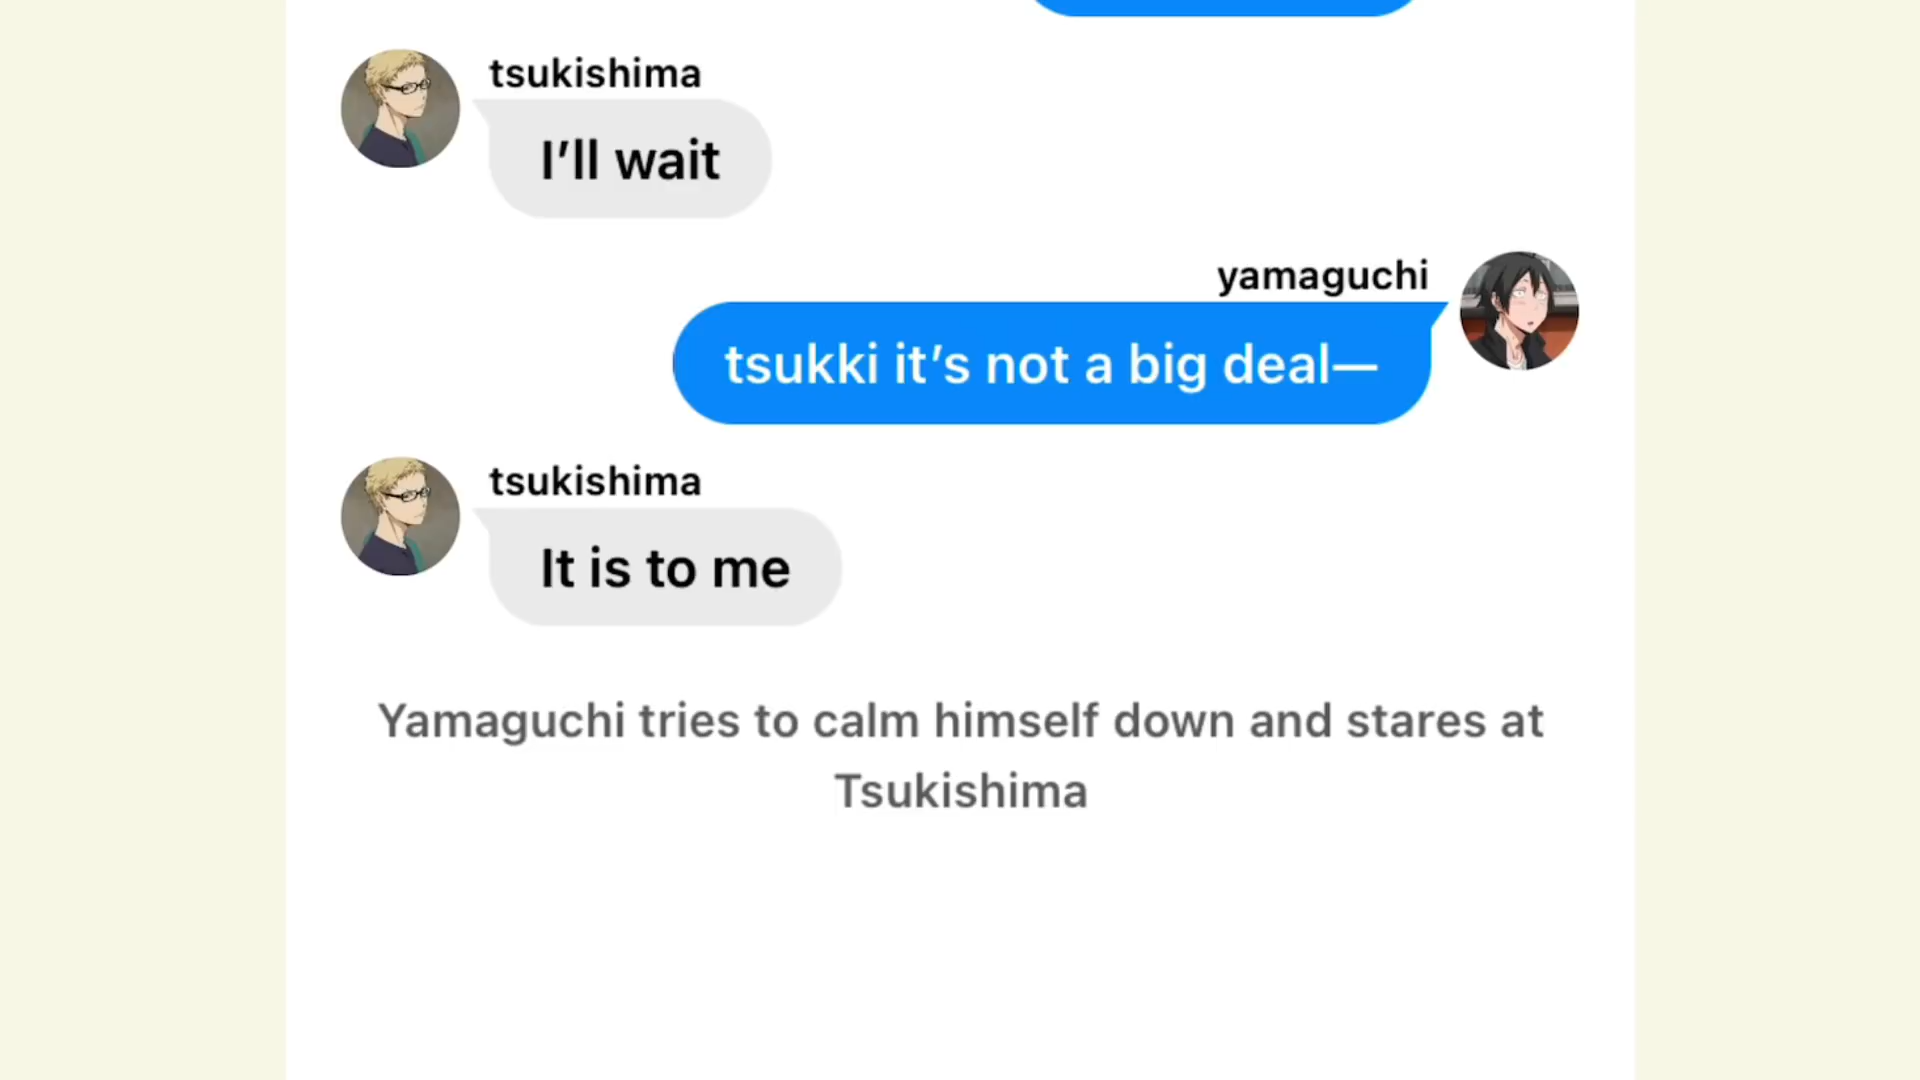 tsukishima
I’ll wait
yamaguchi
tsukki it’s not a big deal—
tsukishima
It is to me
Yamaguchi tries to calm himself down and stares at
Tsukishima